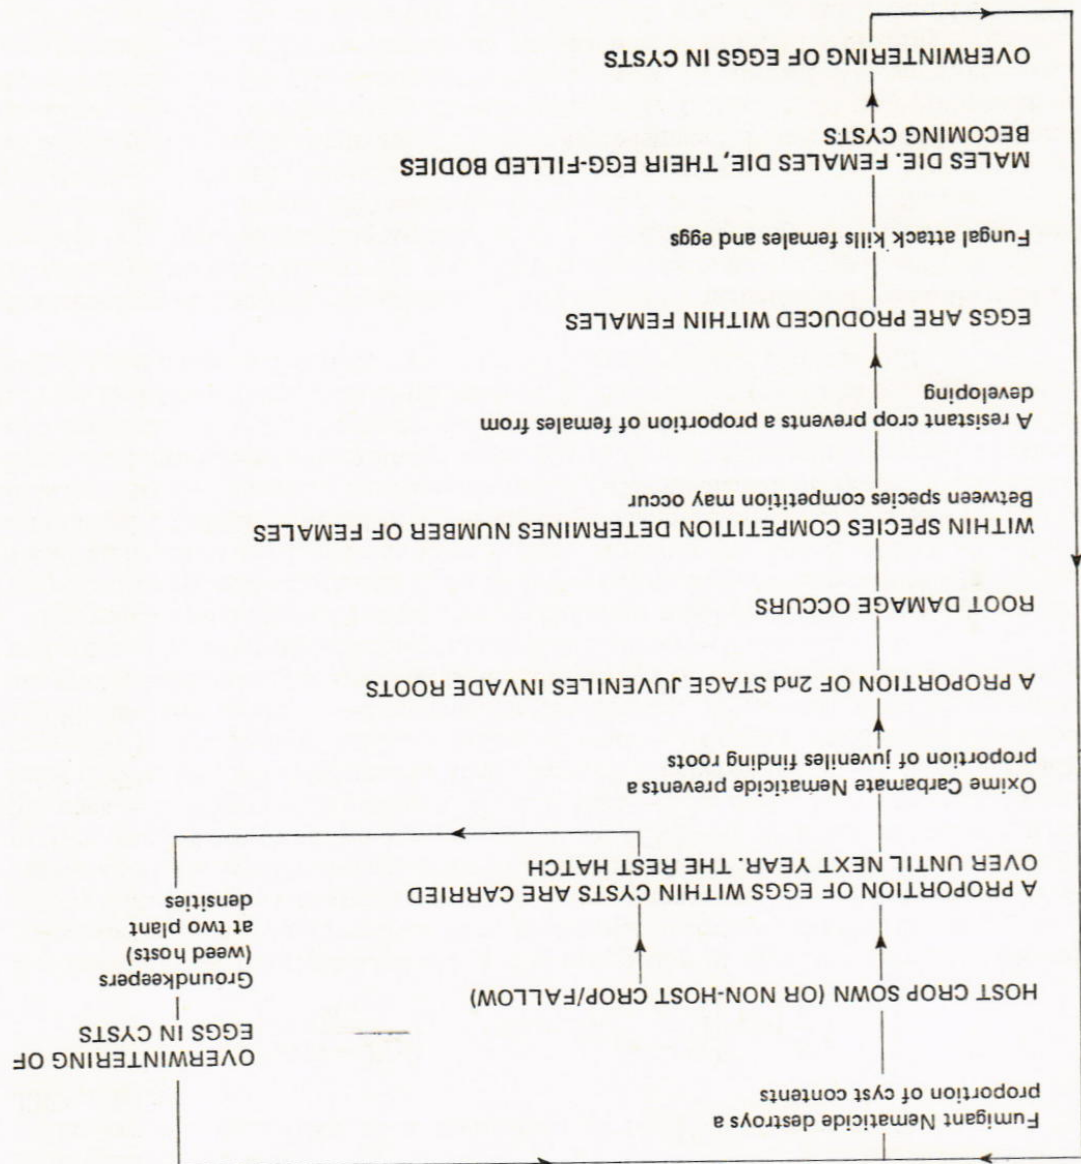 Fumigant Nematicide destroys a
proportion of cyst contents
HOST CROP SOWN (OR NON-HOST CROP/FALLOW)
A PROPORTION OF EGGS WITHIN CYSTS ARE CARRIED
OVER UNTIL NEXT YEAR. THE REST HATCH
OVERWINTERING OF
EGGS IN CYSTS
Groundkeepers
(weed hosts)
at two plant
densities
Oxime Carbamate Nematicide prevents a
proportion of juveniles finding roots
A PROPORTION OF 2nd STAGE JUVENILES INVADE ROOTS
ROOT DAMAGE OCCURS
WITHIN SPECIES COMPETITION DETERMINES NUMBER OF FEMALES
Between species competition may occur
A resistant crop prevents a proportion of females from
developing
EGGS ARE PRODUCED WITHIN FEMALES
Fungal attack kills females and eggs
MALES DIE. FEMALES DIE, THEIR EGG-FILLED BODIES
BECOMING CYSTS
OVERWINTERING OF EGGS IN CYSTS